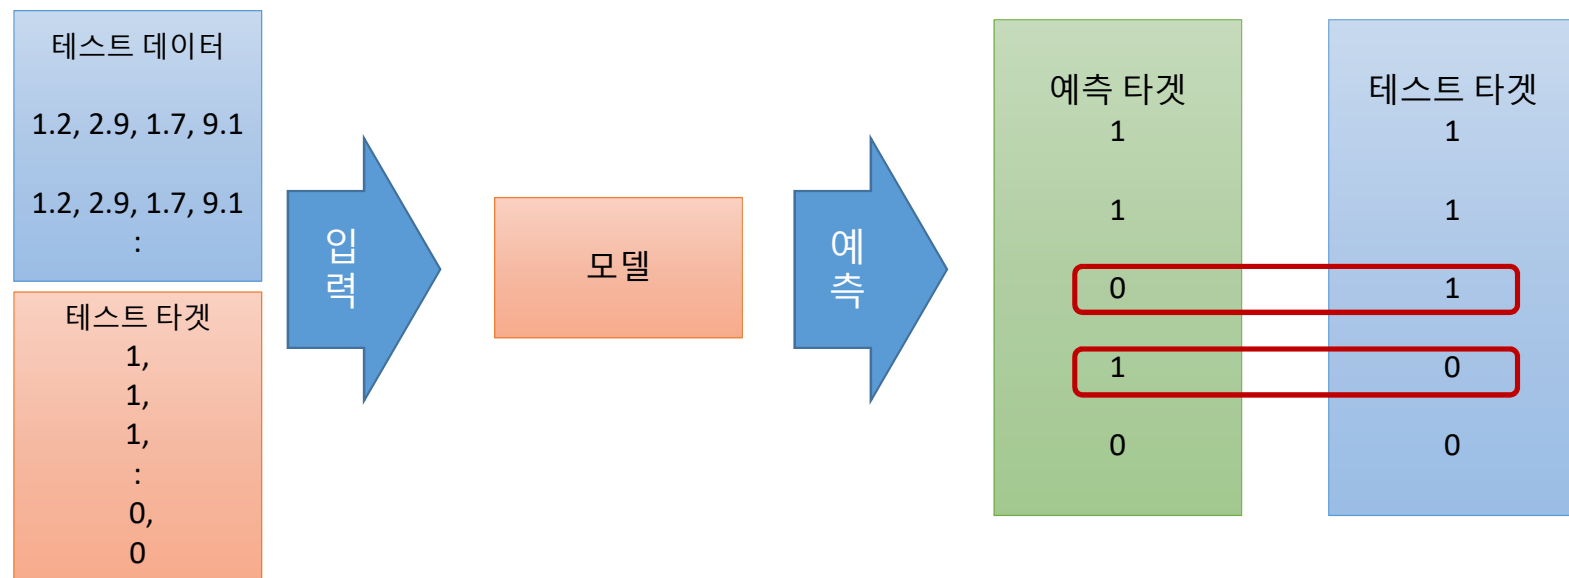 테스트 데이터
1.2, 2.9, 1.7, 9.1
1.2, 2.9, 1.7, 9.1
:
테스트 타겟
1,
1,
1,
:
0,
0
입
력
모델
예
측
예측 타겟
1
1
0
1
0
테스트 타겟
1
1
1
0
0